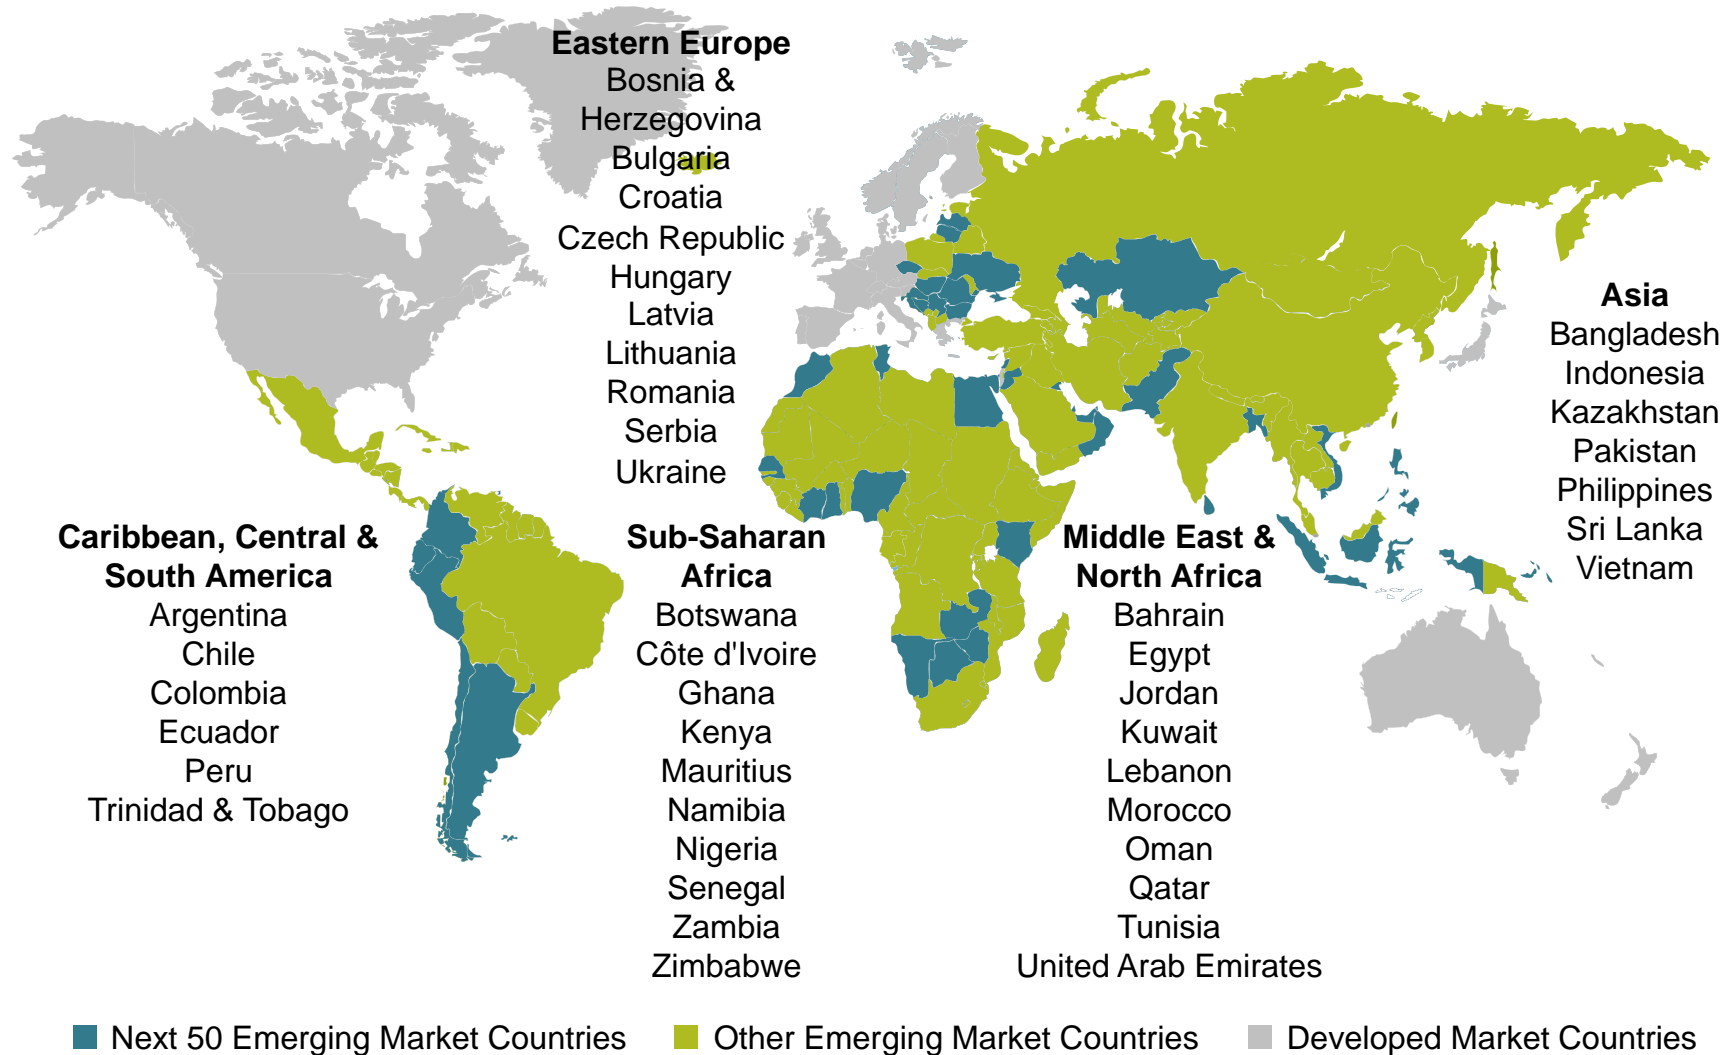 Eastern Europe
Bosnia &
Herzegovina
Bulgaria
Croatia
Czech Republic
Hungary
Latvia
Lithuania
Romania
Serbia
Ukraine
Asia
Bangladesh
Indonesia
Kazakhstan
Pakistan
Philippines
Sri Lanka
Vietnam
Caribbean, Central &
South America
Argentina
Chile
Colombia
Ecuador
Peru
Trinidad & Tobago
Sub-Saharan
Africa
Botswana
Côte d'Ivoire
Ghana
Kenya
Mauritius
Namibia
Nigeria
Senegal
Zambia
Zimbabwe
Middle East &
North Africa
Bahrain
Egypt
Jordan
Kuwait
Lebanon
Morocco
Oman
Qatar
Tunisia
United Arab Emirates
Next 50 Emerging Market Countries
Other Emerging Market Countries
Developed Market Countries